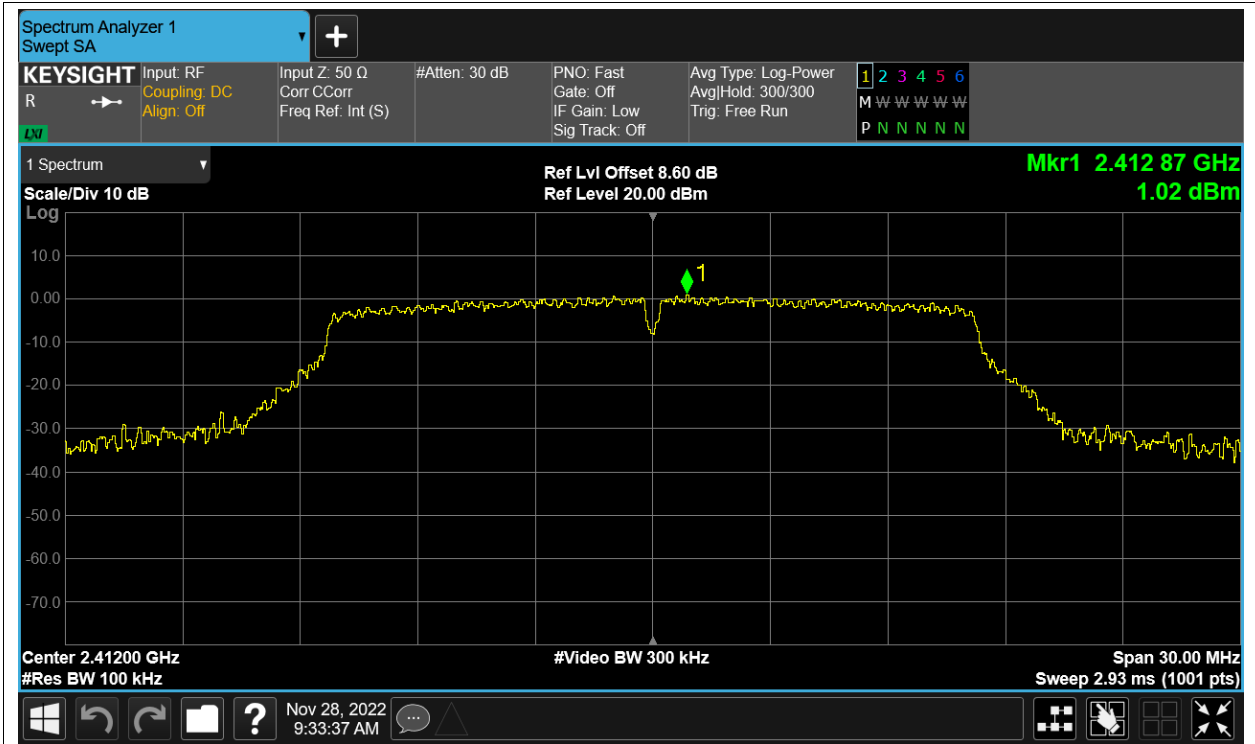 Spectrum Analyzer 1
Swept SA
KEYSIGHT
R
LXI
Input: RF
Coupling: DC
Align: Off
Input Z: 50 Ω
Corr CCorr
Freq Ref: Int (S)
#Atten: 30 dB
PNO: Fast
Gate: Off
IF Gain: Low
Sig Track: Off
Avg Type: Log-Power
Avg|Hold: 300/300
Trig: Free Run
1 2 3 4 5 6
M W W W W W
P N N N N N
1 Spectrum
Scale/Div 10 dB
Log
Ref Lvl Offset 8.60 dB
Ref Level 20.00 dBm
Mkr1 2.412 87 GHz
1.02 dBm
1
10.0
0.00
-10.0
-20.0
-30.0
-40.0
-50.0
-60.0
-70.0
Center 2.41200 GHz
#Res BW 100 kHz
#Video BW 300 kHz
Span 30.00 MHz
Sweep 2.93 ms (1001 pts)
?
Nov 28, 2022
9:33:37 AM